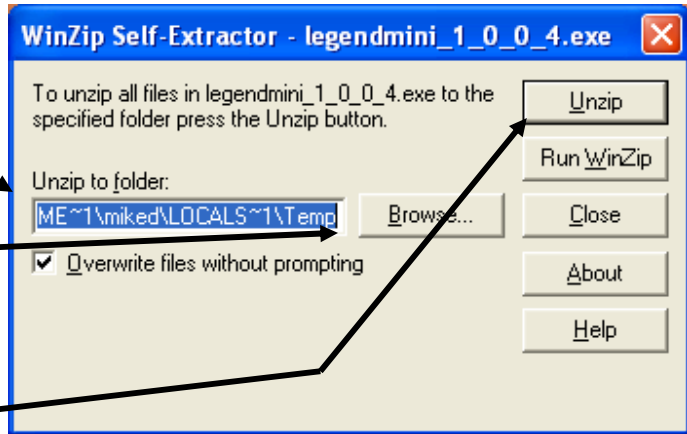 WinZip Self-Extractor - legendmini_1_0_0_4.exe
To unzip all files in legendmini_1_0_0_4.exe to the
specified folder press the Unzip button.
Unzip to folder:
ME~1\miked\LOCALS~1\Temp
Browse...
Overwrite files without prompting
Unzip
Run WinZip
Close
About
Help